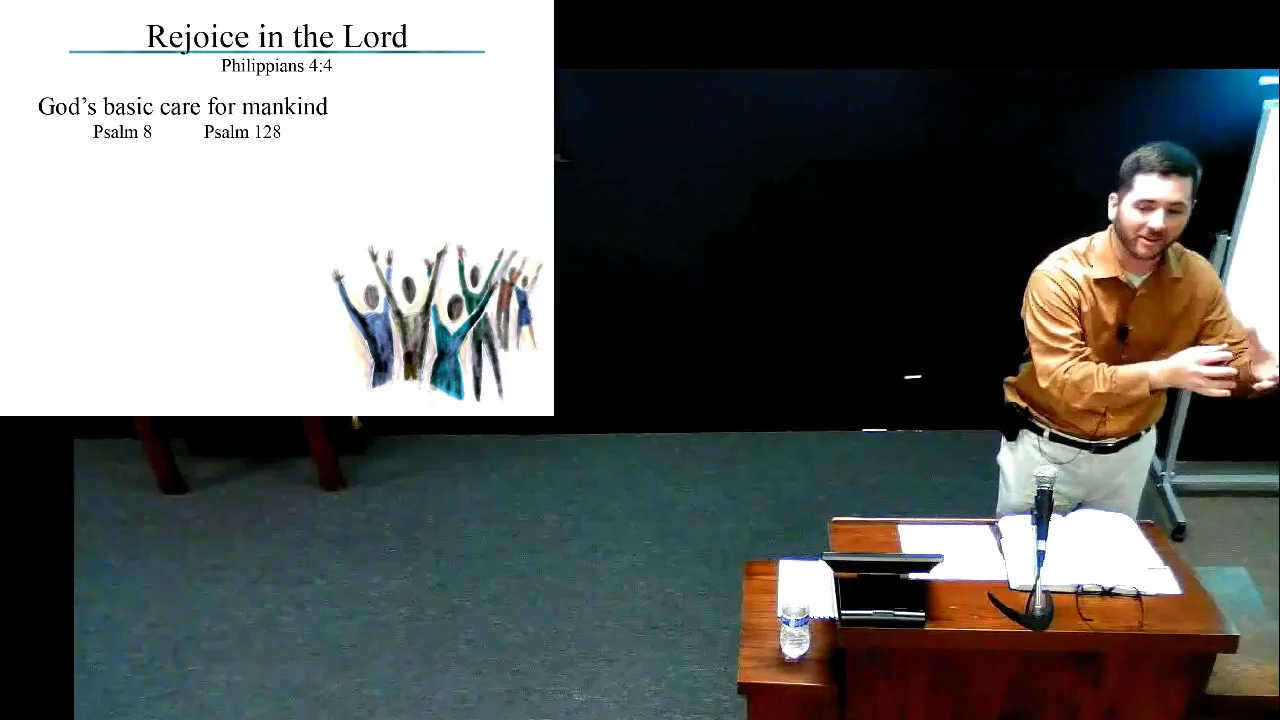 Rejoice in the Lord
Philippians 4:4
God's basic care for mankind
Psalm 8 Psalm 128